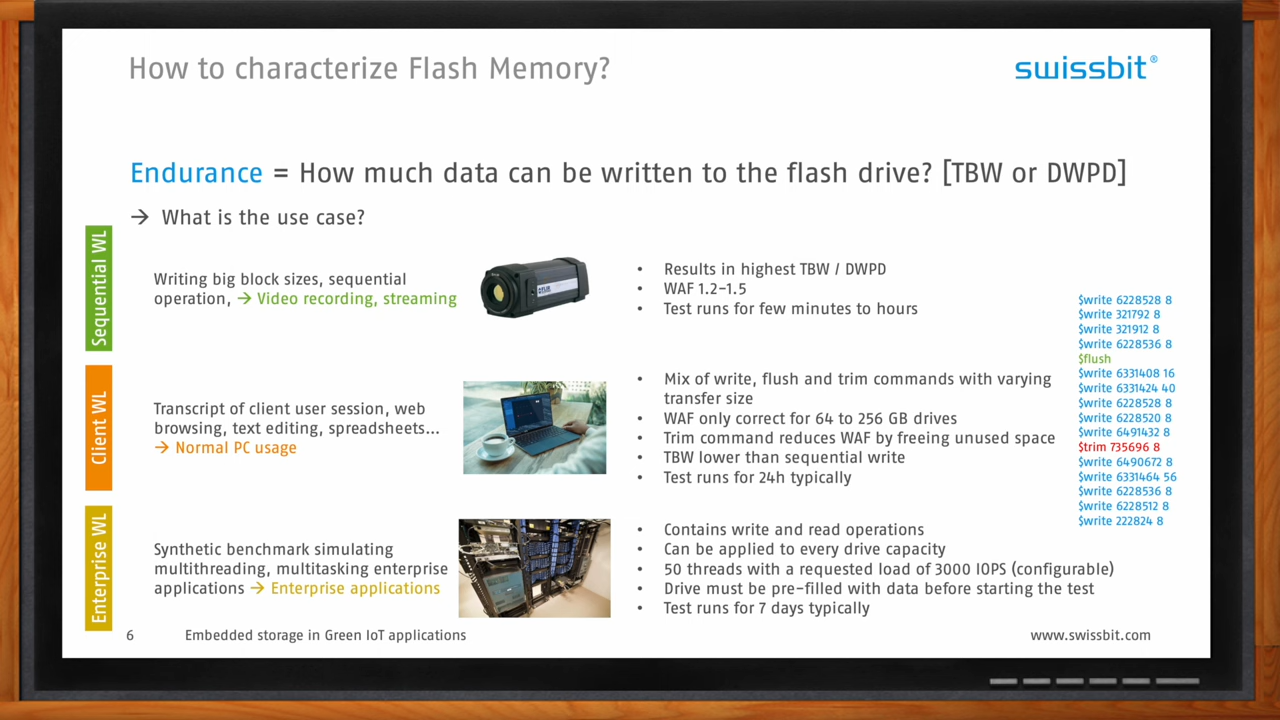 How to characterize Flash Memory?
swissbit®
Endurance = How much data can be written to the flash drive? [TBW or DWPD]
→ What is the use case?
Sequential WL
Writing big block sizes, sequential
operation, → Video recording, streaming
• Results in highest TBW / DWPD
• WAF 1.2-1.5
• Test runs for few minutes to hours
Client WL
Transcript of client user session, web
browsing, text editing, spreadsheets...
→ Normal PC usage
• Mix of write, flush and trim commands with varying
transfer size
• WAF only correct for 64 to 256 GB drives
• Trim command reduces WAF by freeing unused space
• TBW lower than sequential write
• Test runs for 24h typically
$write 6228528 8
$write 321792 8
$write 321912 8
$write 6228536 8
$flush
$write 6331408 16
$write 6331424 40
$write 6228528 8
$write 6228520 8
$write 6491432 8
$trim 735696 8
$write 6490672 8
$write 6331464 56
$write 6228536 8
$write 6228512 8
$write 222824 8
Enterprise WL
Synthetic benchmark simulating
multithreading, multitasking enterprise
applications → Enterprise applications
• Contains write and read operations
• Can be applied to every drive capacity
• 50 threads with a requested load of 3000 IOPS (configurable)
• Drive must be pre-filled with data before starting the test
• Test runs for 7 days typically
6
Embedded storage in Green IoT applications
www.swissbit.com